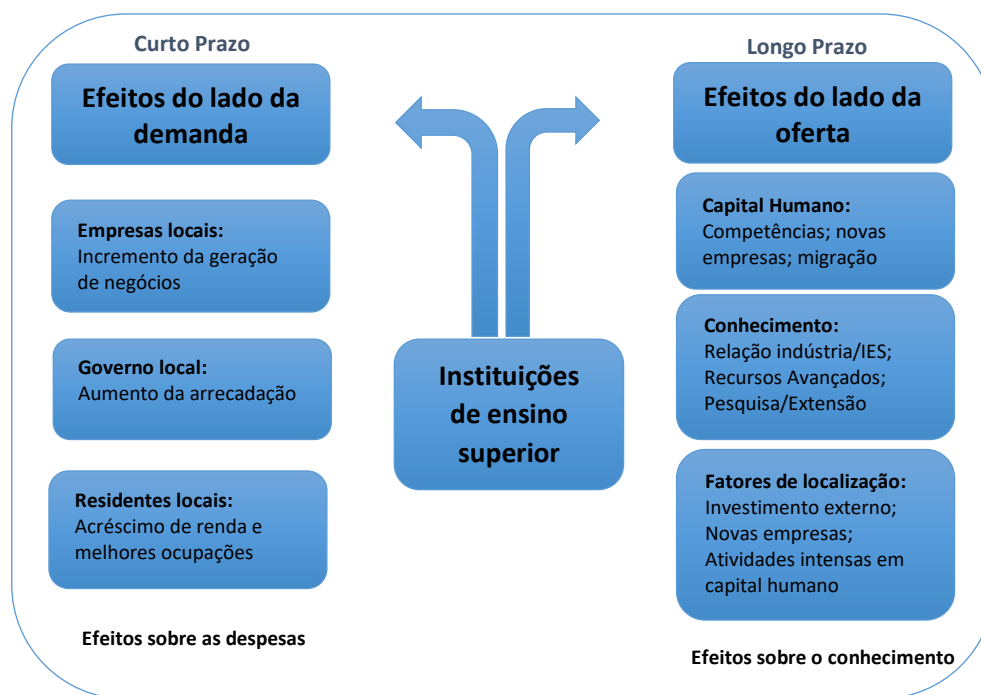 Curto Prazo
Efeitos do lado da
demanda
Empresas locais:
Incremento da geração
de negócios
Governo local:
Aumento da arrecadação
Residentes locais:
Acréscimo de renda e
melhores ocupações
Efeitos sobre as despesas
Instituições
de ensino
superior
Longo Prazo
Efeitos do lado da
oferta
Capital Humano:
Competências; novas
empresas; migração
Conhecimento:
Relação indústria/IES;
Recursos Avançados;
Pesquisa/Extensão
Fatores de localização:
Investimento externo;
Novas empresas;
Atividades intensas em
capital humano
Efeitos sobre o conhecimento